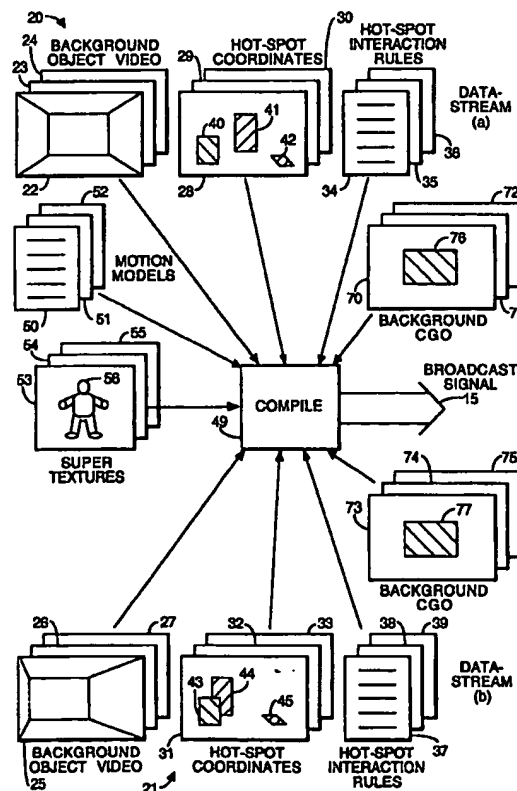 20
24
23
22
BACKGROUND
OBJECT VIDEO
29
30
HOT-SPOT
COORDINATES
40
41
42
28
HOT-SPOT
INTERACTION
RULES
34
35
36
DATA-
STREAM
(a)
52
50
51
MOTION
MODELS
72
76
70
7
BACKGROUND
CGO
55
54
53
56
SUPER
TEXTURES
COMPILE
49
BROADCAST
SIGNAL
15
75
74
73
77
BACKGROUND
CGO
26
27
25
BACKGROUND
OBJECT VIDEO
32
33
43
44
45
31
HOT-SPOT
COORDINATES
21
38
39
37
HOT-SPOT
INTERACTION
RULES
DATA-
STREAM
(b)